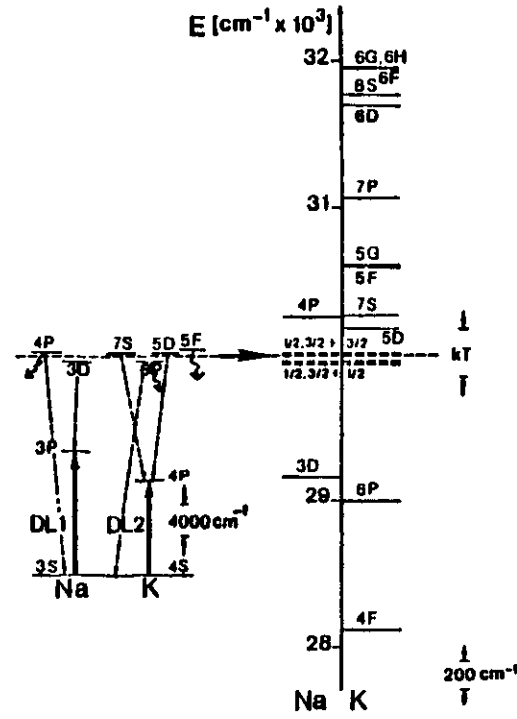 E [cm⁻¹ x 10³]
32
6G,6H
6F
8S
6D
7P
31
5G
5F
4P 7S
5D
4P 7S 5D 5F
3D 6P
1/2,3/2 + 3/2
1/2,3/2 + 1/2
kT
3P
4P
3D
29
6P
DL1 DL2 4000 cm⁻¹
3S 4S
Na K
4F
28
200 cm⁻¹
Na K